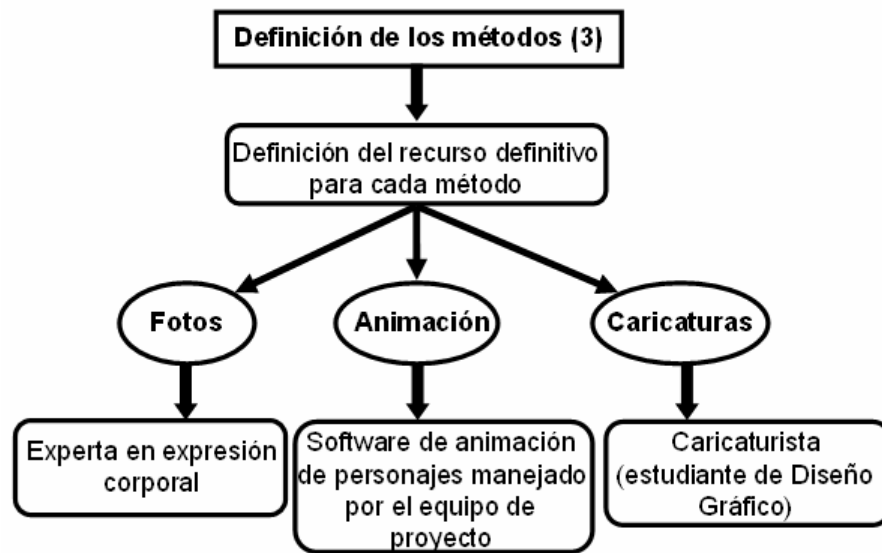 Definición de los métodos (3)
Definición del recurso definitivo
para cada método
Fotos
Animación
Caricaturas
Experta en expresión
corporal
Software de animación
de personajes manejado
por el equipo de
proyecto
Caricaturista
(estudiante de Diseño
Gráfico)